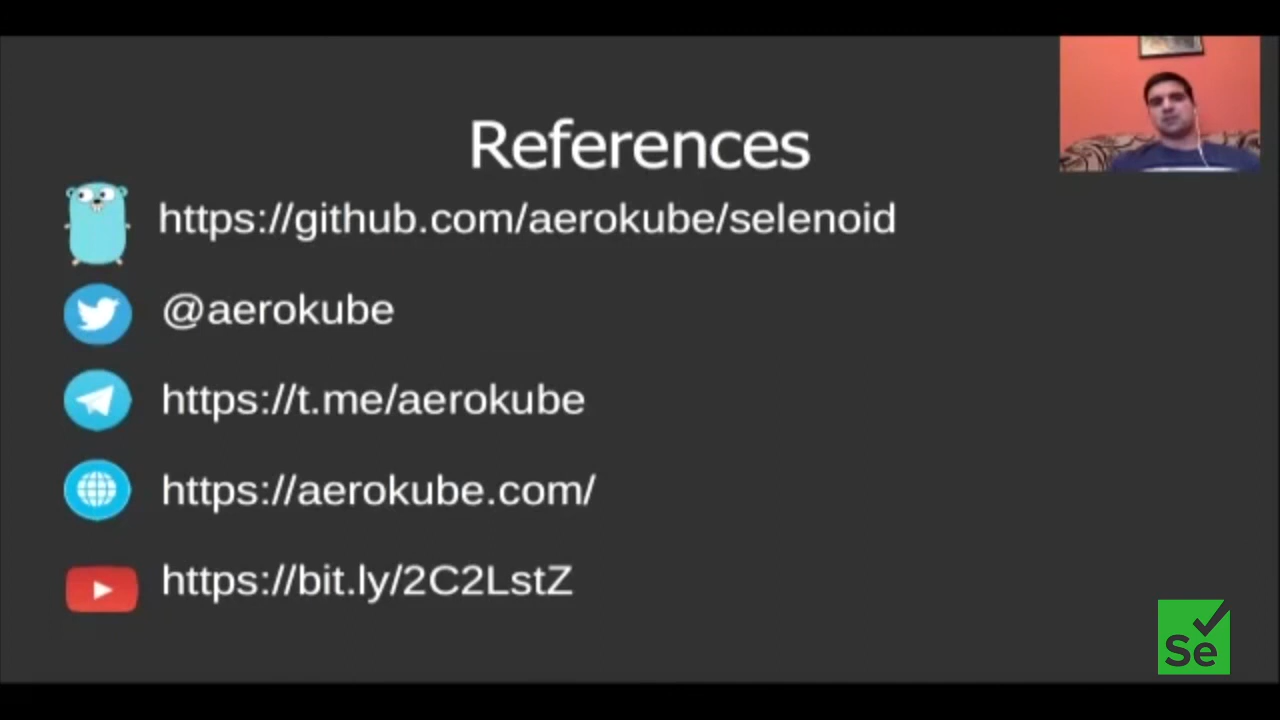 References
https://github.com/aerokube/selenoid
@aerokube
https://t.me/aerokube
https://aerokube.com/
https://bit.ly/2C2LstZ
Se